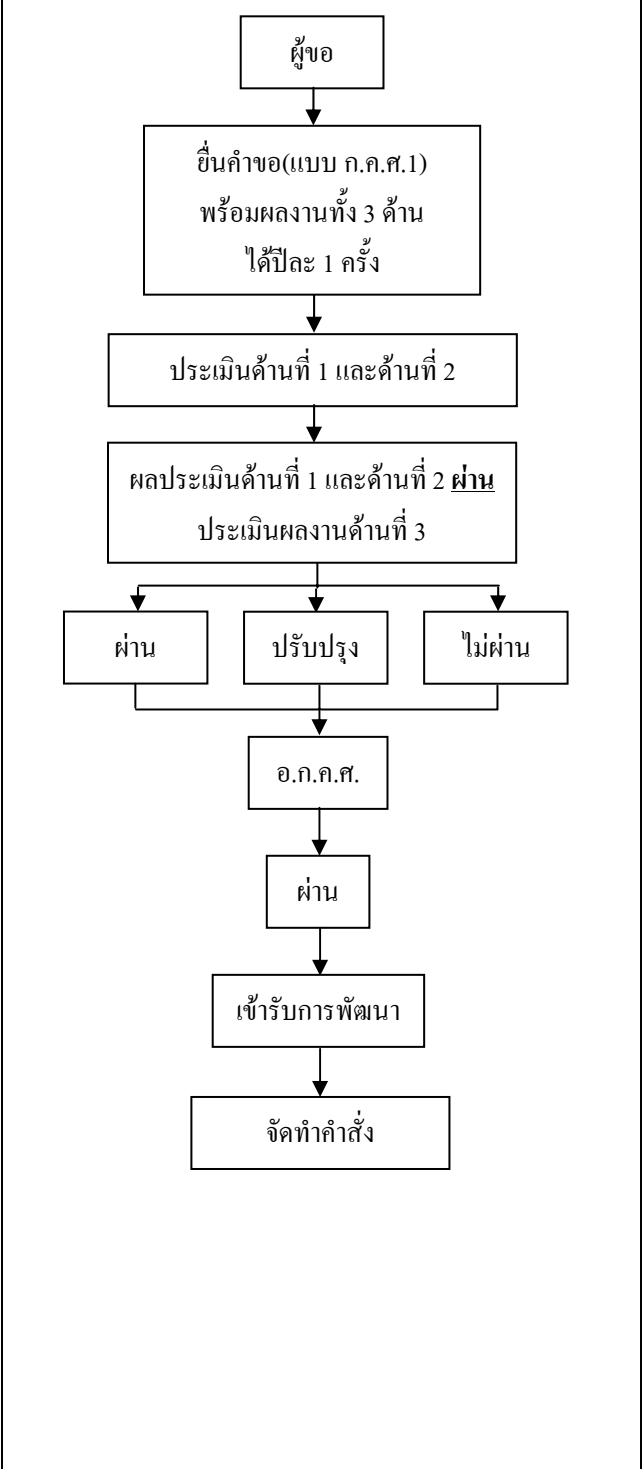 ผู้ขอ
ยื่นคำขอ(แบบ ก.ค.ศ.1)
พร้อมผลงานทั้ง 3 ด้าน
ได้ปีละ 1 ครั้ง
ประเมินด้านที่ 1 และด้านที่ 2
ผลประเมินด้านที่ 1 และด้านที่ 2 ผ่าน
ประเมินผลงานด้านที่ 3
ผ่าน ปรับปรุง ไม่ผ่าน
อ.ก.ค.ศ.
ผ่าน
เข้ารับการพัฒนา
จัดทำคำสั่ง